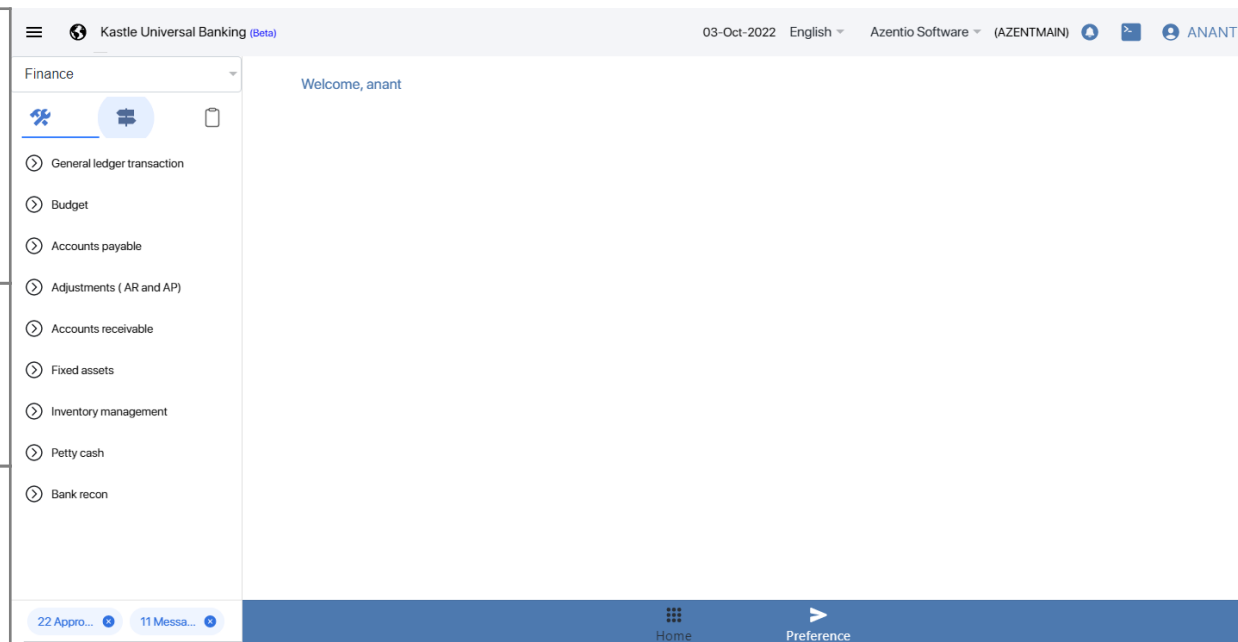 Kastle Universal Banking (Beta)
03-Oct-2022 English Azentio Software (AZENTMAIN) ANANT
Finance
Welcome, anant
General ledger transaction
Budget
Accounts payable
Adjustments ( AR and AP)
Accounts receivable
Fixed assets
Inventory management
Petty cash
Bank recon
22 Appro... 11 Messa...
Home Preference